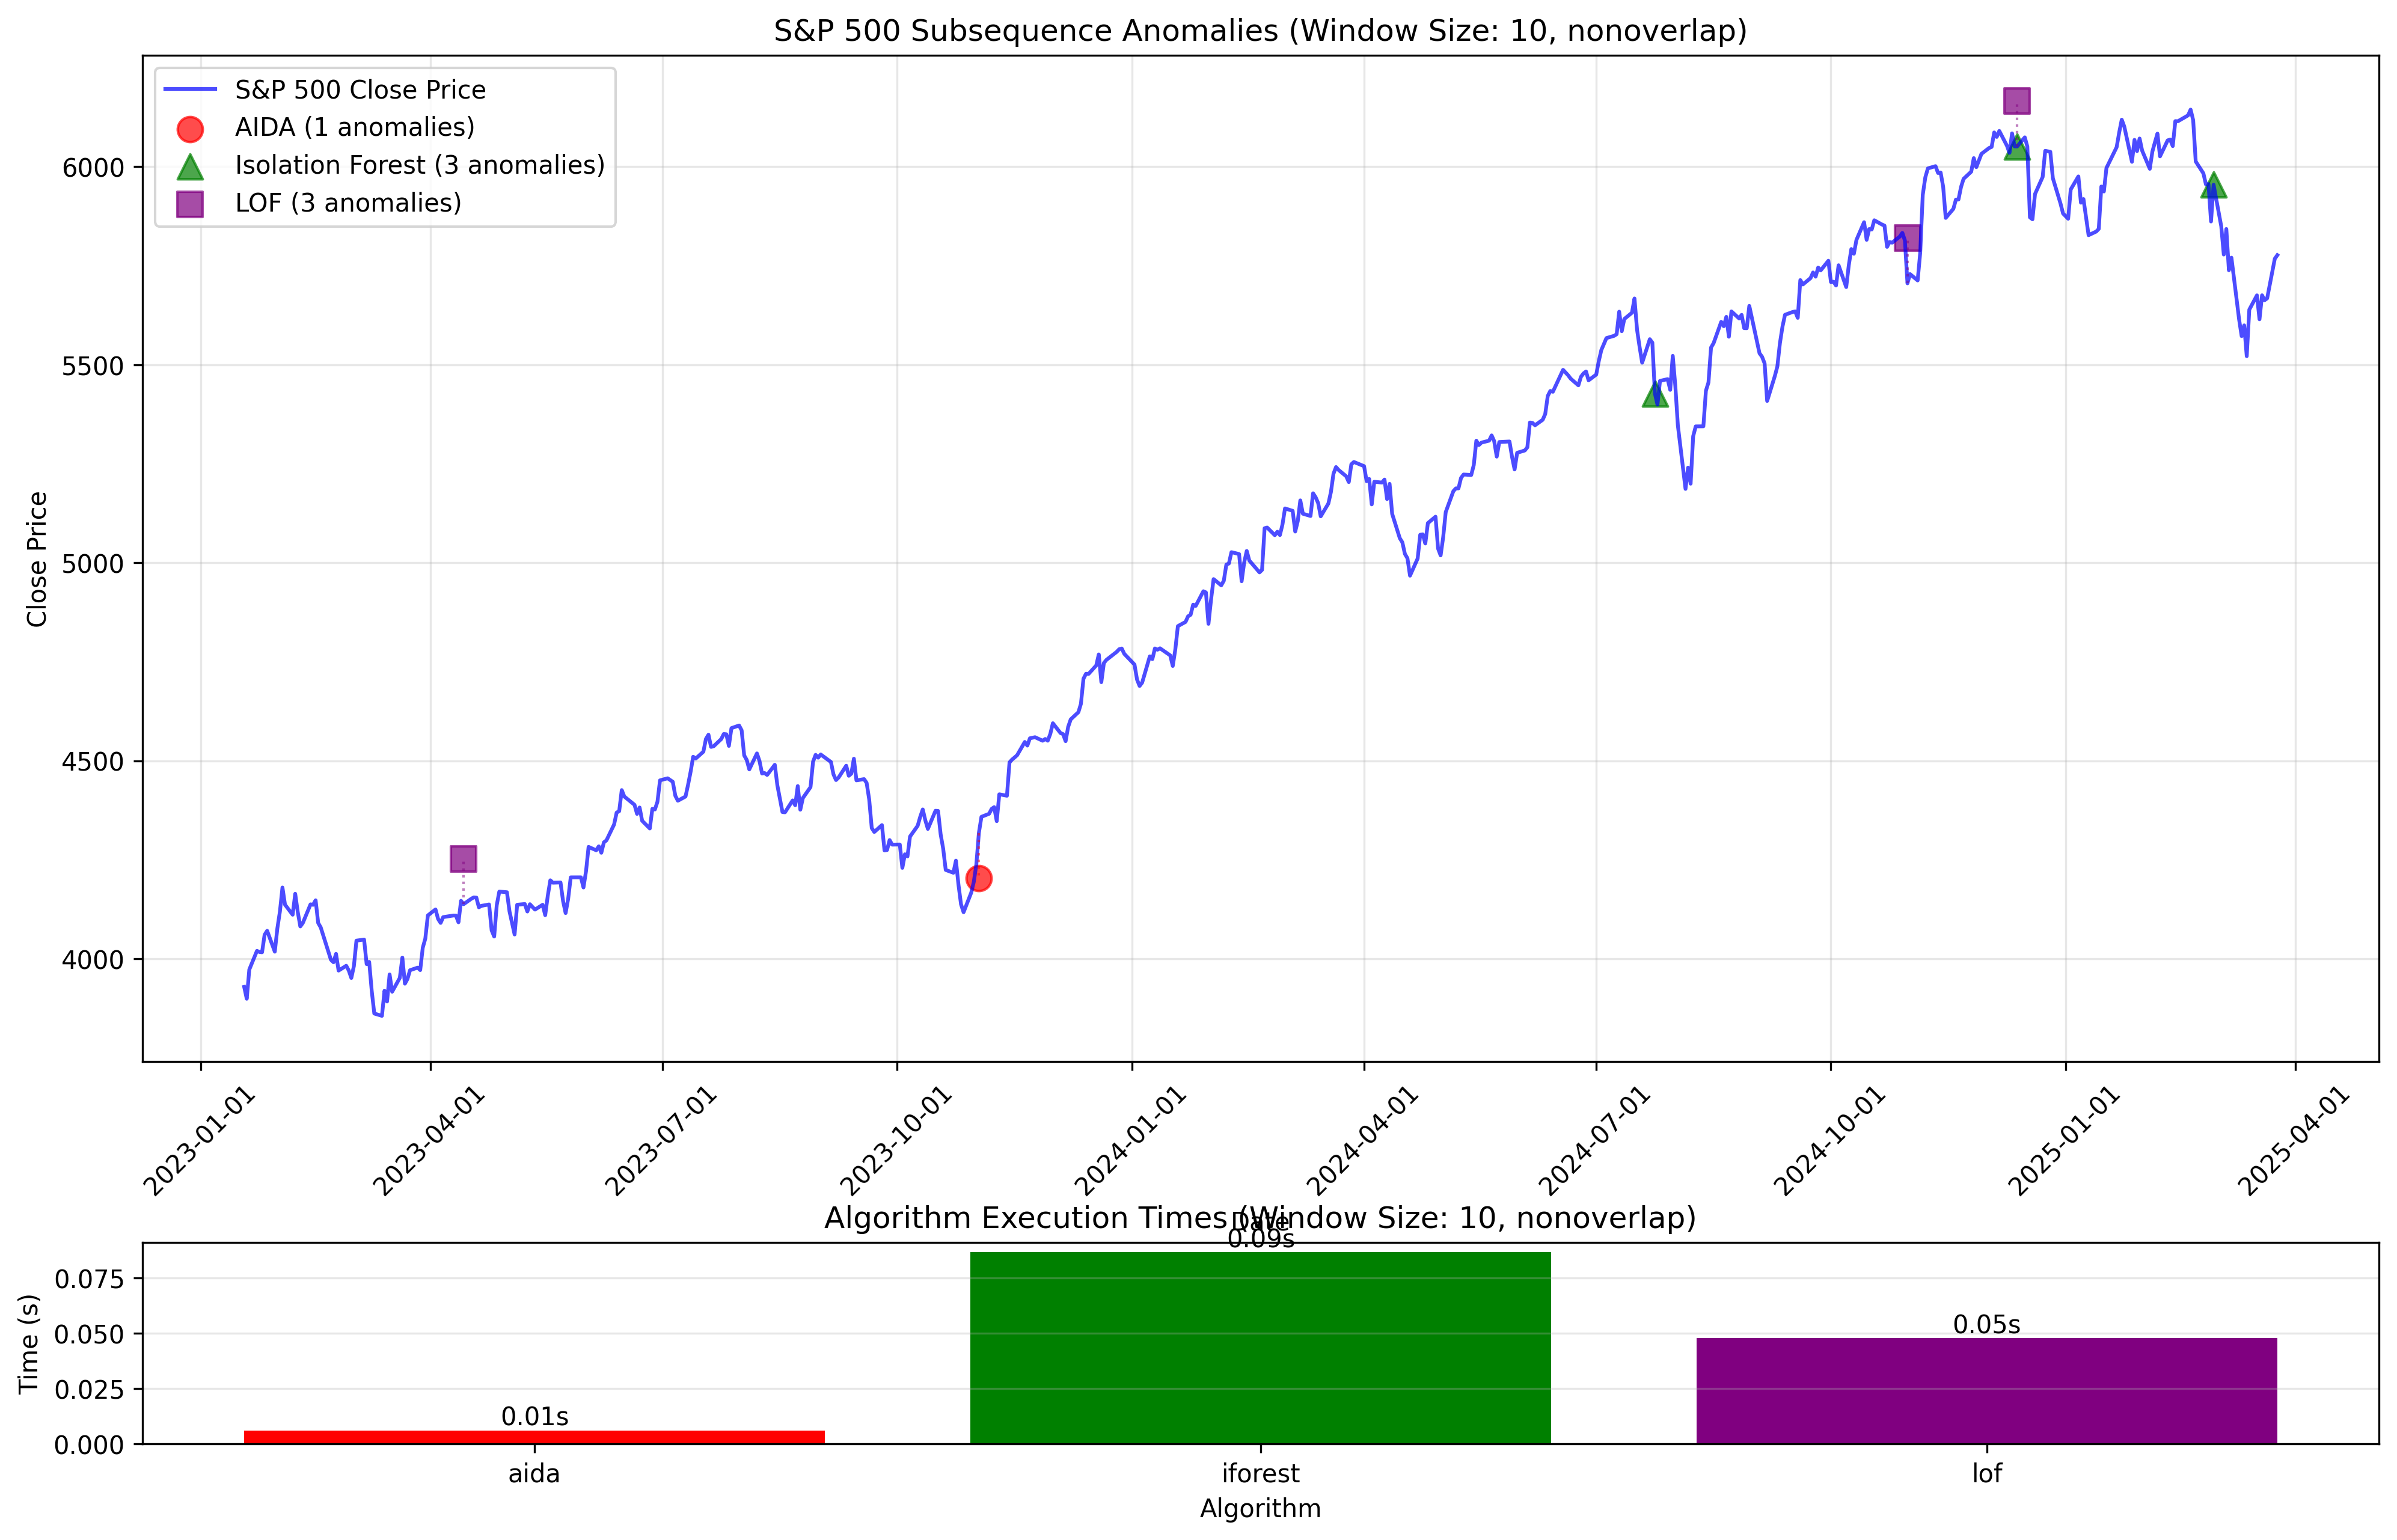 S&P 500 Subsequence Anomalies (Window Size: 10, nonoverlap)
S&P 500 Close Price
AIDA (1 anomalies)
Isolation Forest (3 anomalies)
LOF (3 anomalies)
Close Price
6000
5500
5000
4500
4000
2023-01-01
2023-04-01
2023-07-01
2023-10-01
2024-01-01
2024-04-01
2024-07-01
2024-10-01
2025-01-01
2025-04-01
Date
Algorithm Execution Times (Window Size: 10, nonoverlap)
Time (s)
0.075
0.050
0.025
0.000
0.01s
0.09s
0.05s
aida
iforest
lof
Algorithm